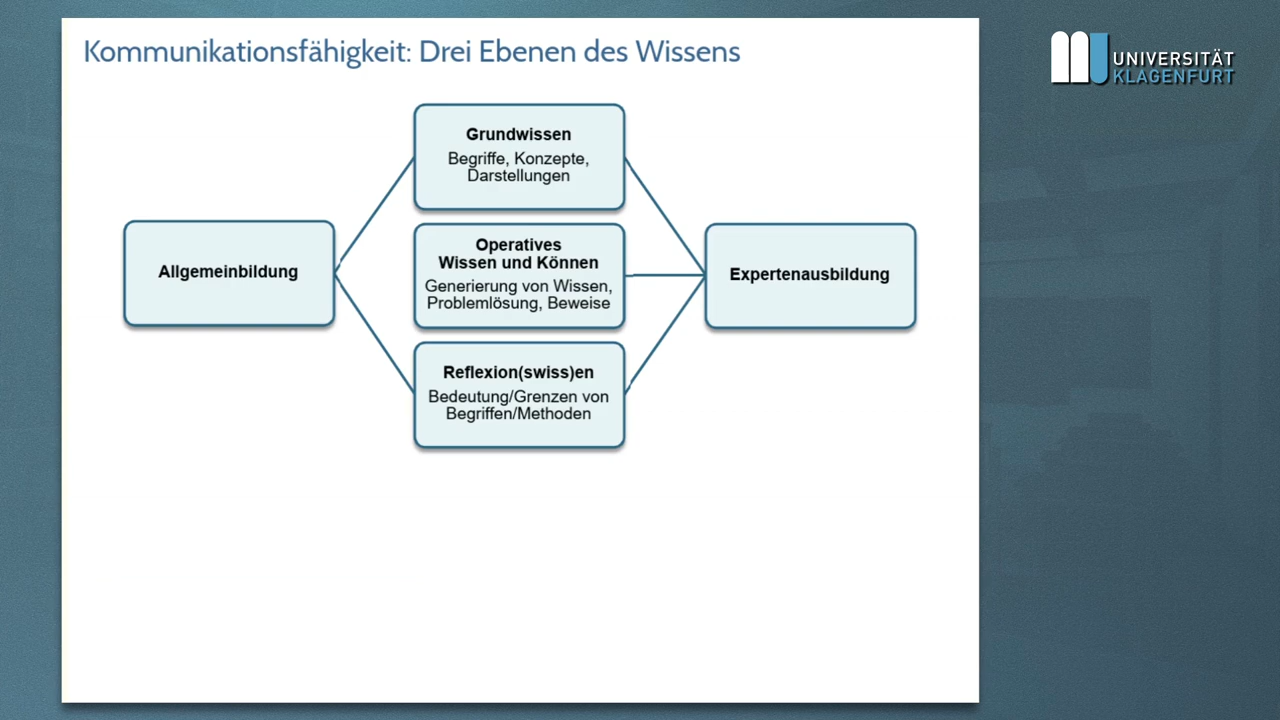 Kommunikationsfähigkeit: Drei Ebenen des Wissens
UNIVERSITÄT
KLAGENFURT
Grundwissen
Begriffe, Konzepte,
Darstellungen
Allgemeinbildung
Operatives
Wissen und Können
Generierung von Wissen,
Problemlösung, Beweise
Expertenausbildung
Reflexion(swiss)en
Bedeutung/Grenzen von
Begriffen/Methoden